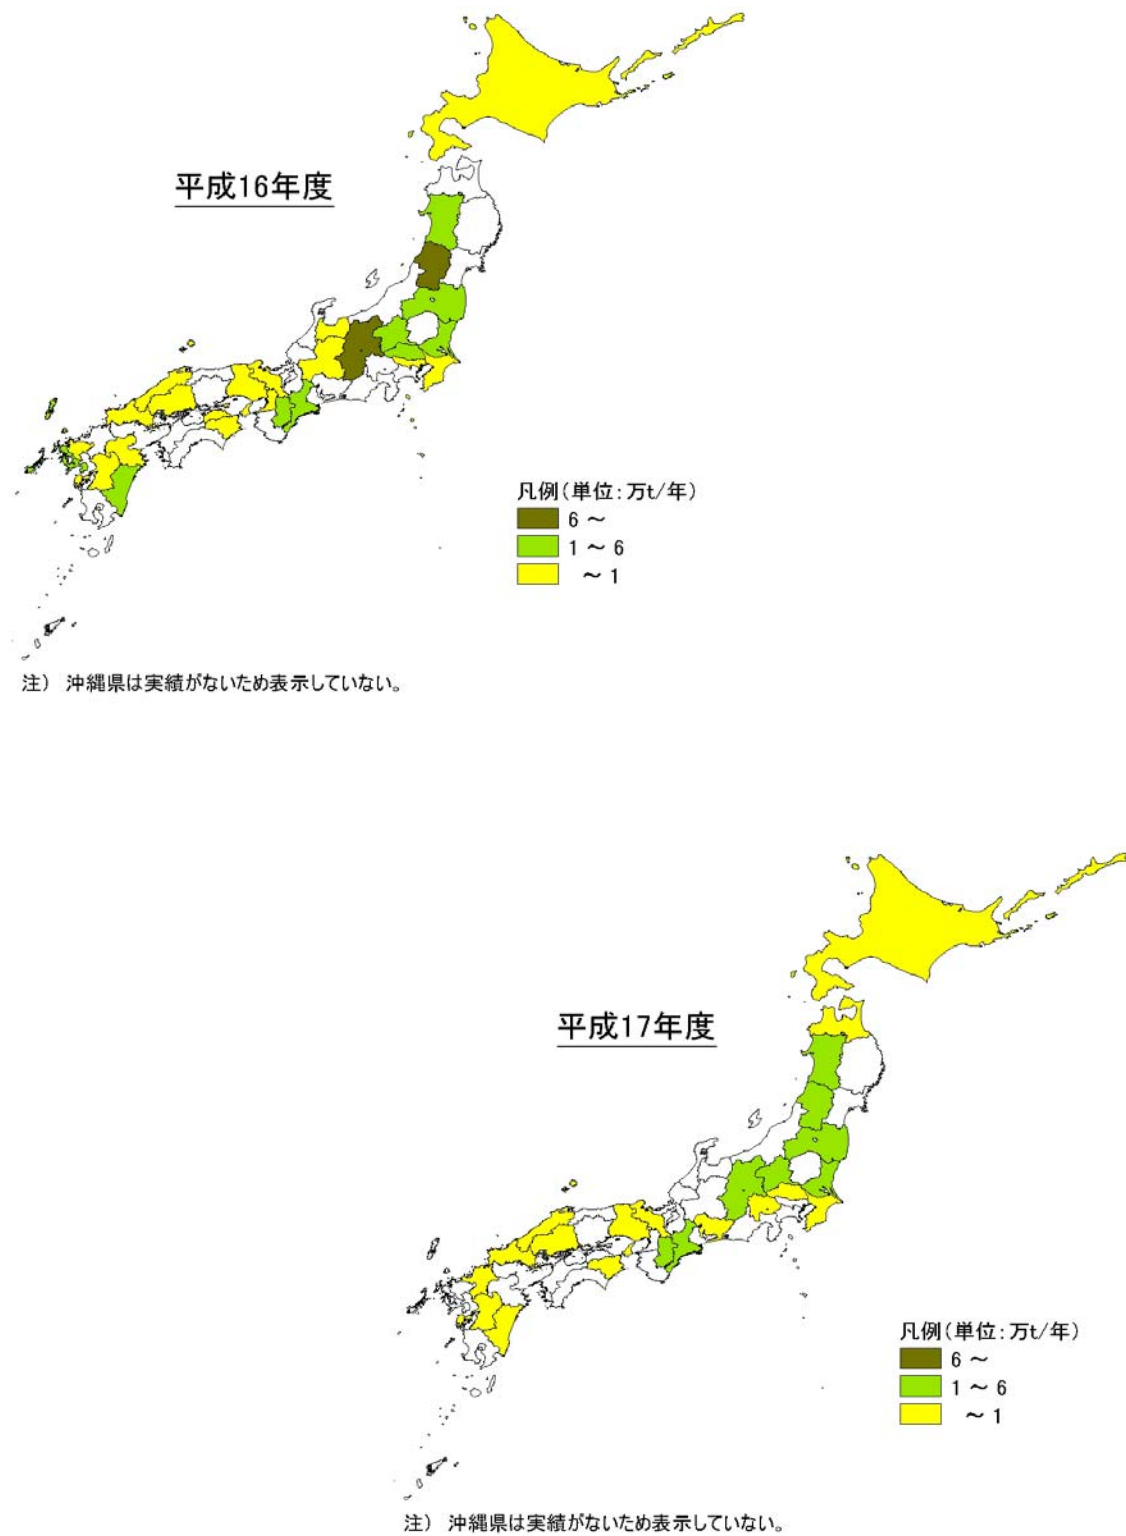 平成16年度
凡例(単位:万t/年)
6 ～
1 ～ 6
～ 1
注) 沖縄県は実績がないため表示していない。
平成17年度
凡例(単位:万t/年)
6 ～
1 ～ 6
～ 1
注) 沖縄県は実績がないため表示していない。